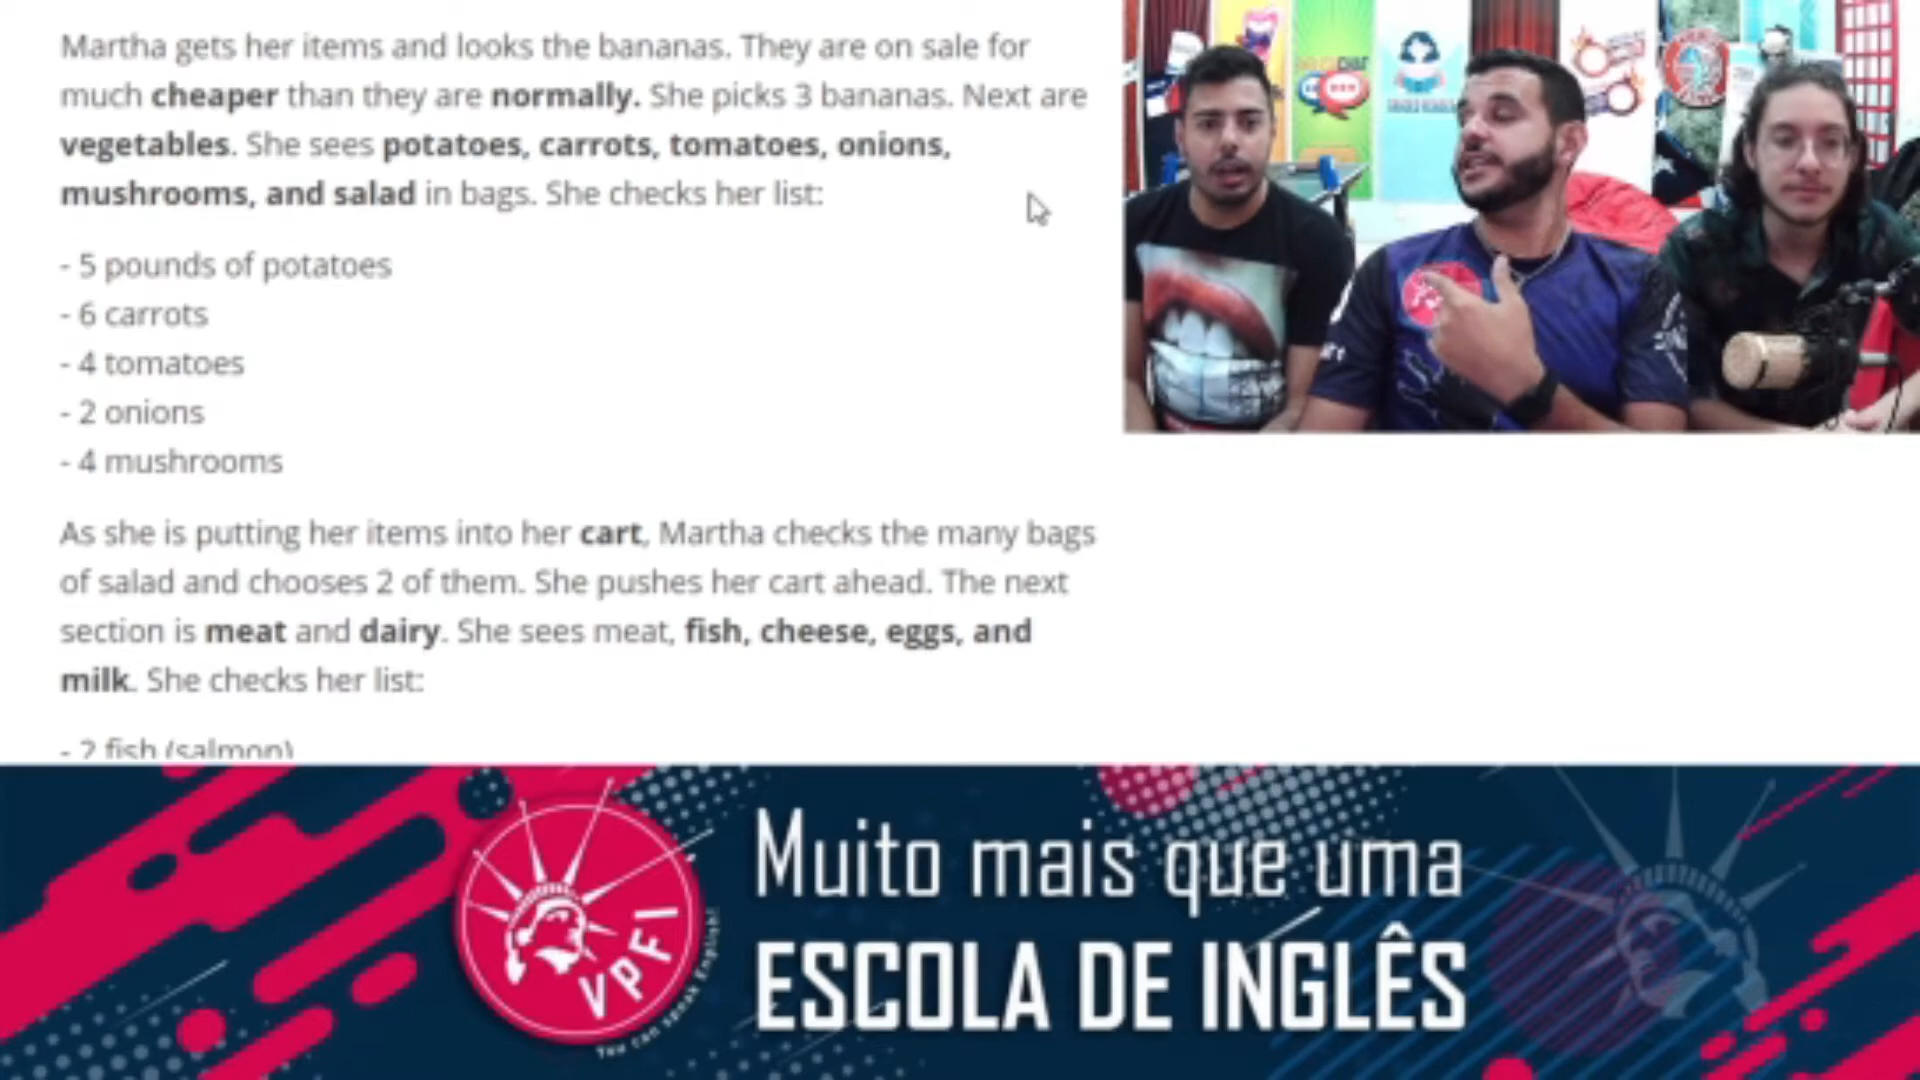 Martha gets her items and looks the bananas. They are on sale for
much cheaper than they are normally. She picks 3 bananas. Next are
vegetables. She sees potatoes, carrots, tomatoes, onions,
mushrooms, and salad in bags. She checks her list:
- 5 pounds of potatoes
- 6 carrots
- 4 tomatoes
- 2 onions
- 4 mushrooms
As she is putting her items into her cart, Martha checks the many bags
of salad and chooses 2 of them. She pushes her cart ahead. The next
section is meat and dairy. She sees meat, fish, cheese, eggs, and
milk. She checks her list:
- 2 fish (salmon)
VPFI
You can speak English!
Muito mais que uma
ESCOLA DE INGLÊS